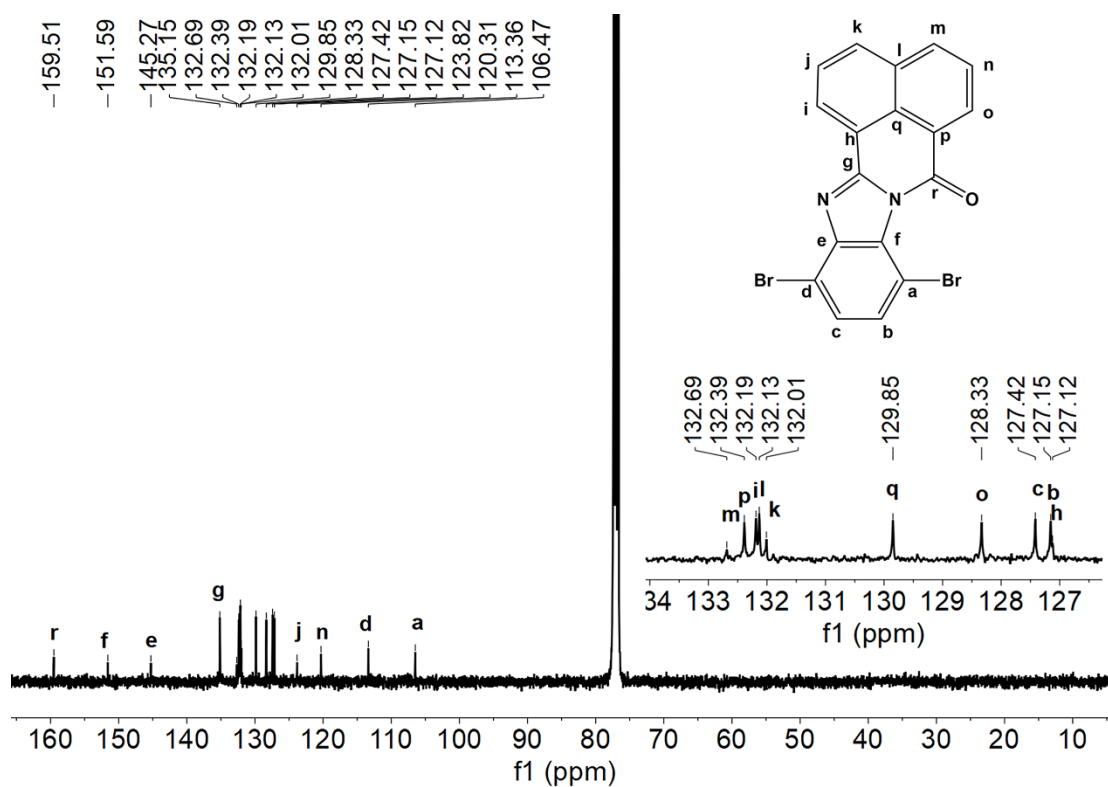 159.51
151.59
145.27
135.15
132.69
132.39
132.19
132.13
132.01
129.85
128.33
127.42
127.15
127.12
123.82
120.31
113.36
106.47
k
m
l
j
n
i
q
o
h
p
g
r
O
N
N
e
f
Br
Br
d
a
c
b
132.69
132.39
132.19
132.13
132.01
129.85
128.33
127.42
127.15
127.12
m
p
i
l
k
q
o
c
b
h
34 133 132 131 130 129 128 127
f1 (ppm)
r
f
e
g
j
n
d
a
160 150 140 130 120 110 100 90 80 70 60 50 40 30 20 10
f1 (ppm)